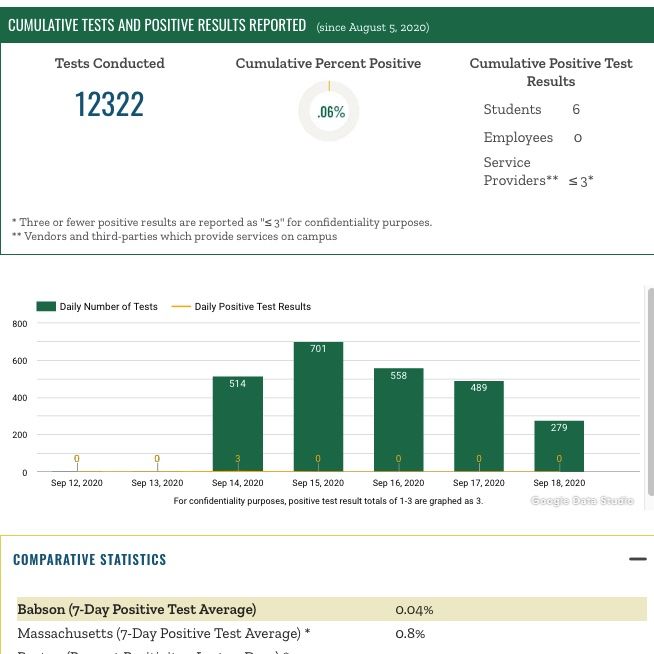 CUMULATIVE TESTS AND POSITIVE RESULTS REPORTED (since August 5, 2020)
Tests Conducted
12322
Cumulative Percent Positive
.06%
Cumulative Positive Test
Results
Students 6
Employees 0
Service
Providers** ≤ 3*
* Three or fewer positive results are reported as "≤ 3" for confidentiality purposes.
** Vendors and third-parties which provide services on campus
Daily Number of Tests Daily Positive Test Results
800
600
400
200
0
514
701
558
489
279
0 0 3 0 0 0 0
Sep 12, 2020 Sep 13, 2020 Sep 14, 2020 Sep 15, 2020 Sep 16, 2020 Sep 17, 2020 Sep 18, 2020
For confidentiality purposes, positive test result totals of 1-3 are graphed as 3.
Google Data Studio
COMPARATIVE STATISTICS
Babson (7-Day Positive Test Average) 0.04%
Massachusetts (7-Day Positive Test Average) * 0.8%